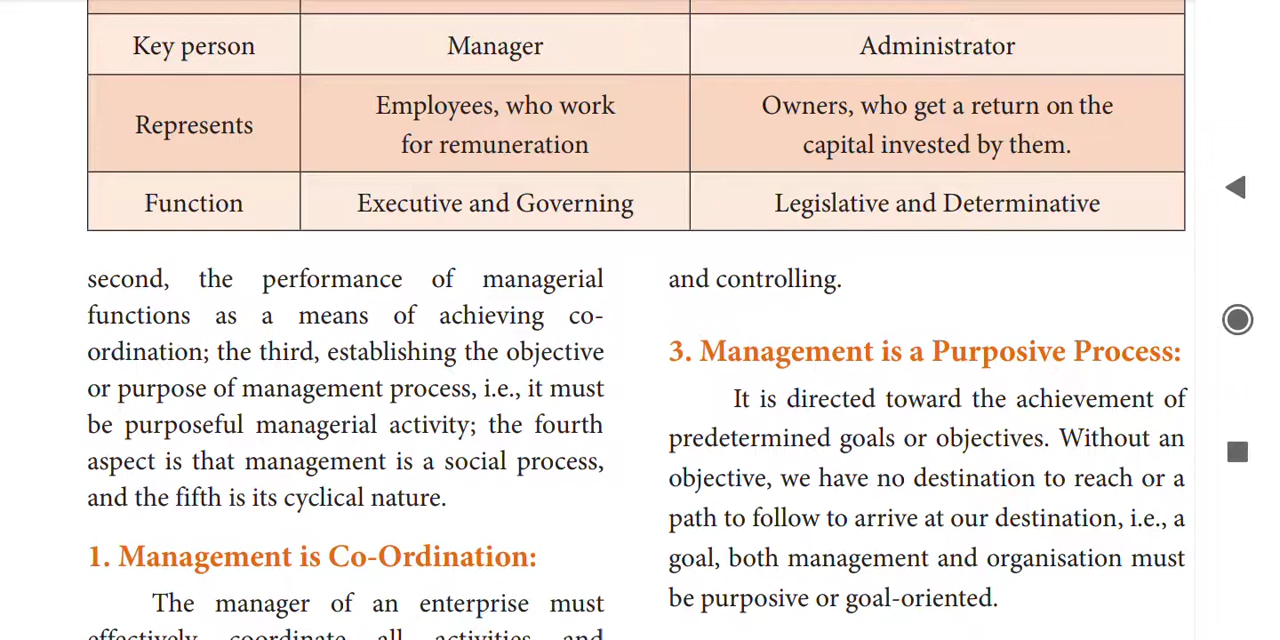 Key person Manager Administrator
Represents Employees, who work for remuneration Owners, who get a return on the capital invested by them.
Function Executive and Governing Legislative and Determinative
second, the performance of managerial
functions as a means of achieving co-
ordination; the third, establishing the objective
or purpose of management process, i.e., it must
be purposeful managerial activity; the fourth
aspect is that management is a social process,
and the fifth is its cyclical nature.
1. Management is Co-Ordination:
The manager of an enterprise must
effectively coordinate all activities and
and controlling.
3. Management is a Purposive Process:
It is directed toward the achievement of
predetermined goals or objectives. Without an
objective, we have no destination to reach or a
path to follow to arrive at our destination, i.e., a
goal, both management and organisation must
be purposive or goal-oriented.